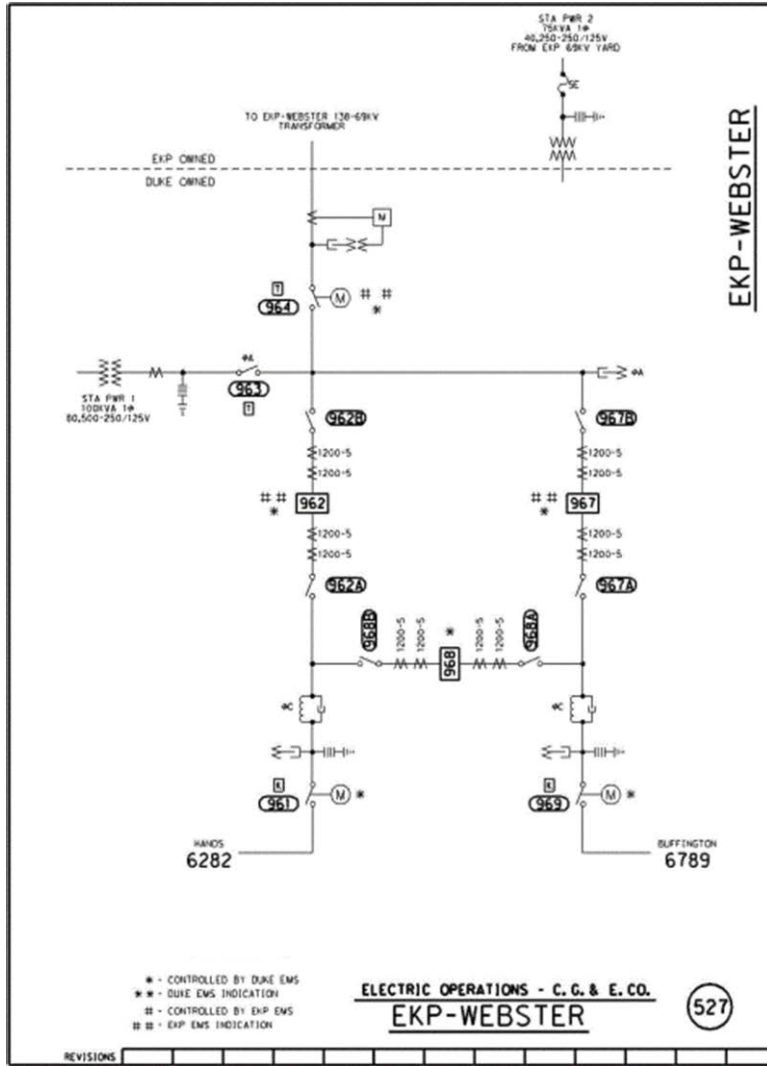 STA PWR 2
75KVA 1Φ
40,250-250/125V
FROM EKP 69KV YARD
SE
TO EKP-WEBSTER 138-69KV
TRANSFORMER
EKP OWNED
DUKE OWNED
EKP-WEBSTER
M
T
964
M
# #
*
ΦA
963
T
STA PWR 1
100KVA 1Φ
80,500-250/125V
ΦA
962B
967B
1200-5
1200-5
1200-5
1200-5
# #
*
962
# #
*
967
1200-5
1200-5
1200-5
1200-5
962A
967A
968B
1200-5
1200-5
*
968
1200-5
1200-5
968A
ΦC
ΦC
K
961
M
*
K
969
M
*
HANDS
6282
BUFFINGTON
6789
* - CONTROLLED BY DUKE EMS
* * - DUKE EMS INDICATION
# - CONTROLLED BY EKP EMS
# # - EKP EMS INDICATION
ELECTRIC OPERATIONS - C. G. & E. CO.
EKP-WEBSTER
527
REVISIONS